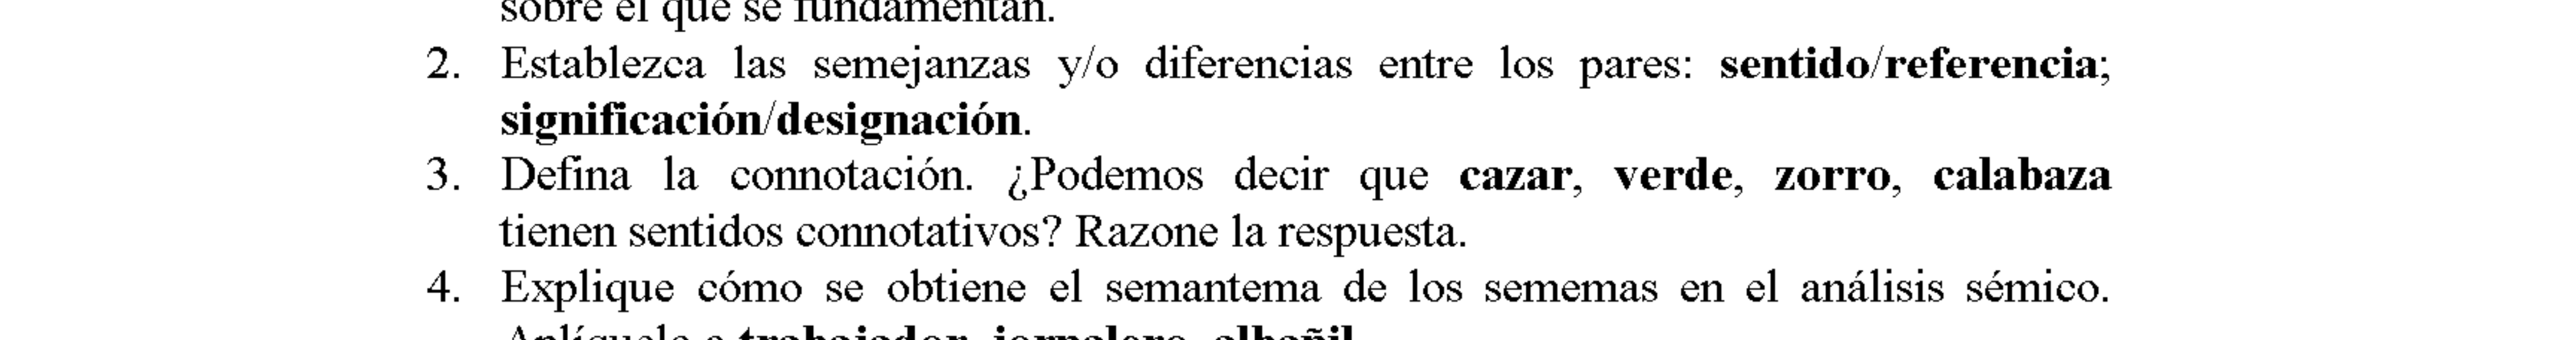 sobre el que se fundamentan.
2. Establezca las semejanzas y/o diferencias entre los pares: sentido/referencia;
significación/designación.
3. Defina la connotación. ¿Podemos decir que cazar, verde, zorro, calabaza
tienen sentidos connotativos? Razone la respuesta.
4. Explique cómo se obtiene el semantema de los sememas en el análisis sémico.
Aplíquelo a trabajador, jornalero, albañil.